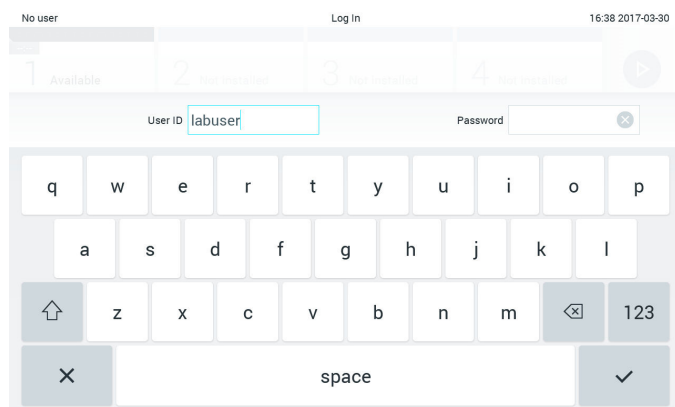 No user Log In 16:38 2017-03-30
1 Available 2 Not installed 3 Not installed 4 Not installed
User ID labuser Password
q w e r t y u i o p
a s d f g h j k l
z x c v b n m 123
space